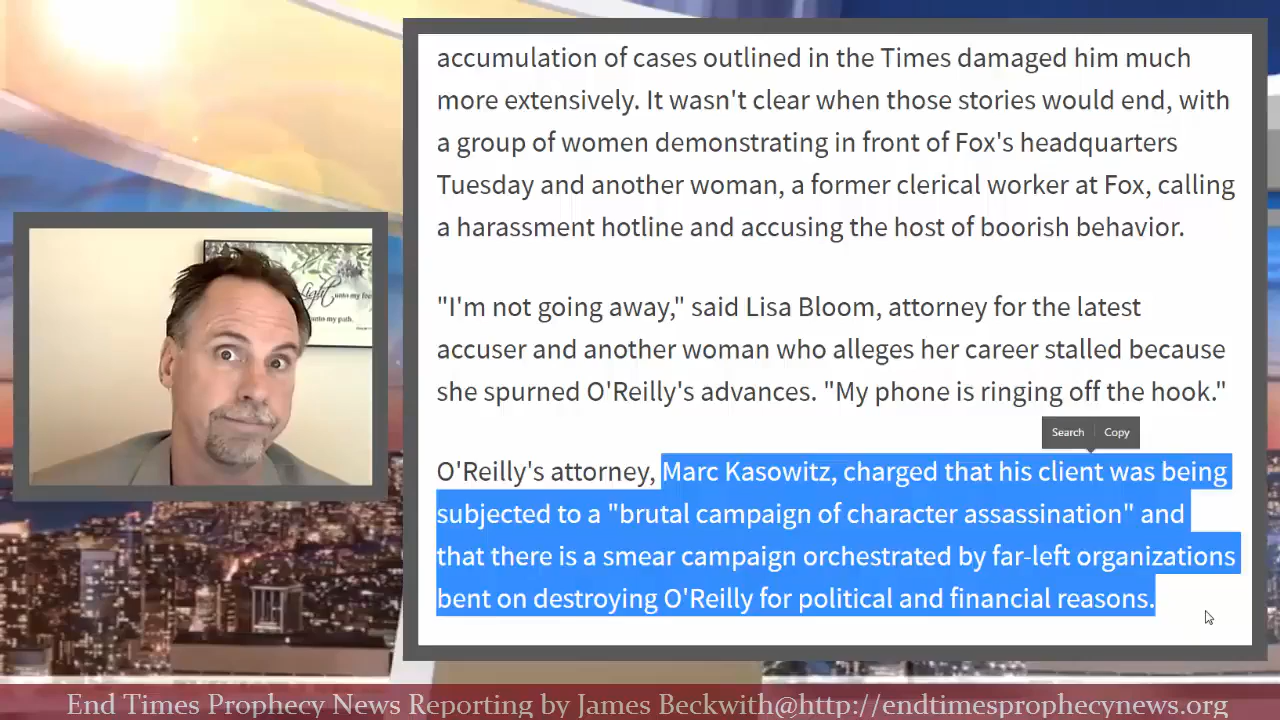 accumulation of cases outlined in the Times damaged him much
more extensively. It wasn't clear when those stories would end, with
a group of women demonstrating in front of Fox's headquarters
Tuesday and another woman, a former clerical worker at Fox, calling
a harassment hotline and accusing the host of boorish behavior.
"I'm not going away," said Lisa Bloom, attorney for the latest
accuser and another woman who alleges her career stalled because
she spurned O'Reilly's advances. "My phone is ringing off the hook."
Search Copy
O'Reilly's attorney, Marc Kasowitz, charged that his client was being
subjected to a "brutal campaign of character assassination" and
that there is a smear campaign orchestrated by far-left organizations
bent on destroying O'Reilly for political and financial reasons.
Light unto my
unto my path.
End Times Prophecy News Reporting by James Beckwith@http://endtimesprophecynews.org